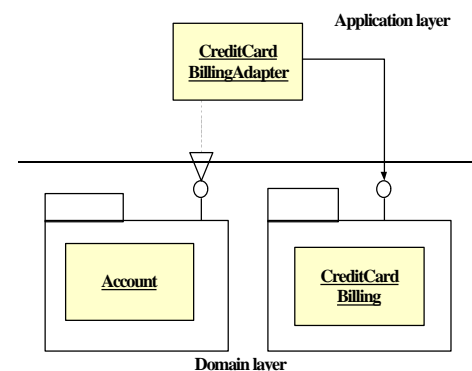 Application layer
CreditCard
BillingAdapter
Account
CreditCard
Billing
Domain layer